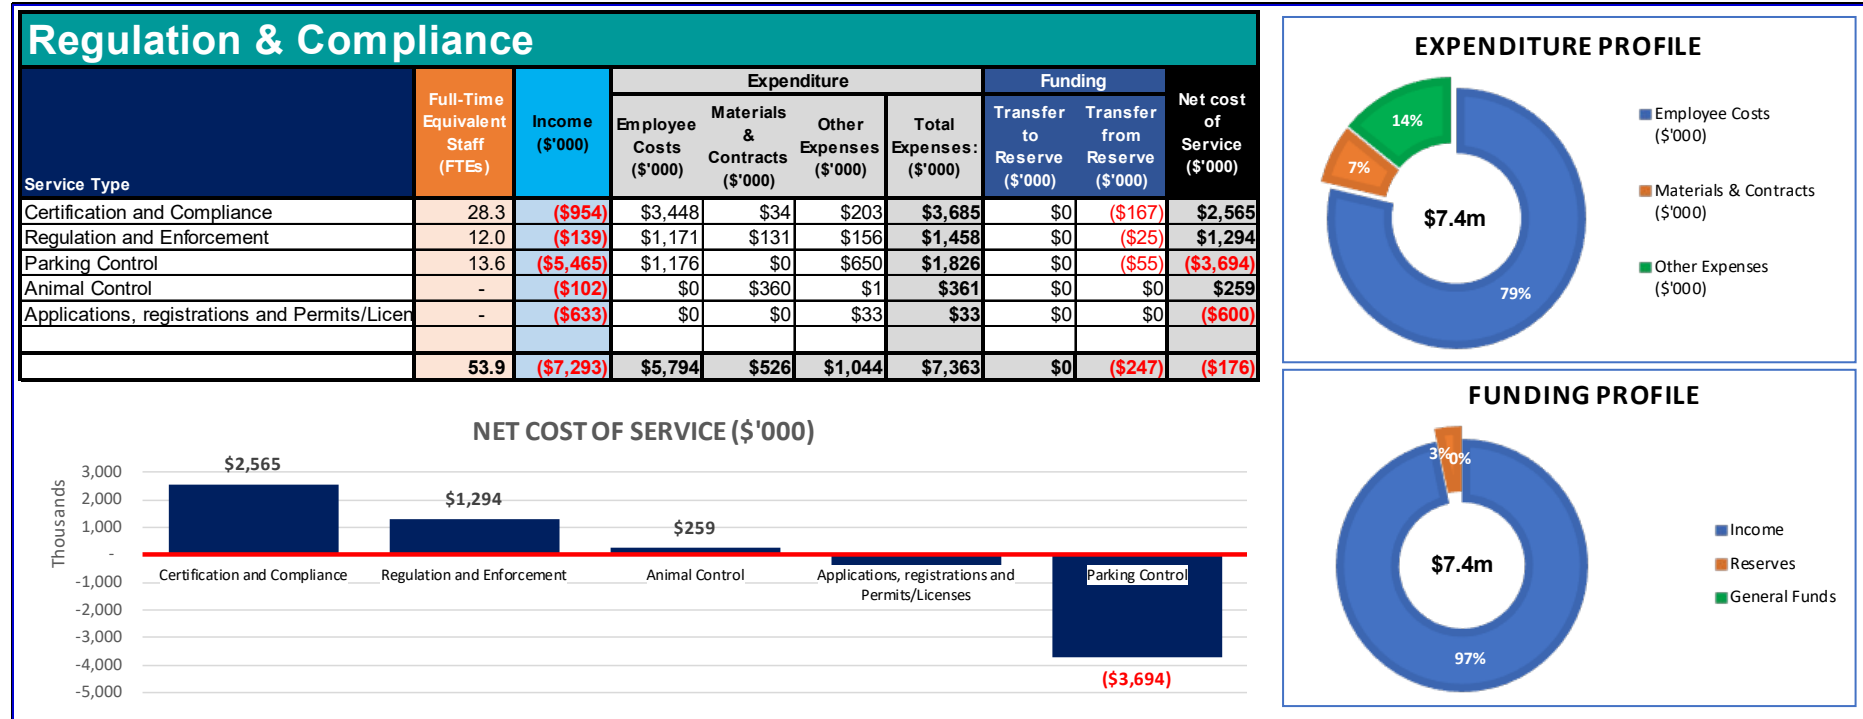 Regulation & Compliance
Service Type
Full-Time
Equivalent
Staff
(FTEs)
Income
($'000)
Expenditure
Employee
Costs
($'000)
Materials
&
Contracts
($'000)
Other
Expenses
($'000)
Total
Expenses:
($'000)
Funding
Transfer
to
Reserve
($'000)
Transfer
from
Reserve
($'000)
Net cost
of
Service
($'000)
Certification and Compliance 28.3 ($954) $3,448 $34 $203 $3,685 $0 ($167) $2,565
Regulation and Enforcement 12.0 ($139) $1,171 $131 $156 $1,458 $0 ($25) $1,294
Parking Control 13.6 ($5,465) $1,176 $0 $650 $1,826 $0 ($55) ($3,694)
Animal Control - ($102) $0 $360 $1 $361 $0 $0 $259
Applications, registrations and Permits/Licen - ($633) $0 $0 $33 $33 $0 $0 ($600)
53.9 ($7,293) $5,794 $526 $1,044 $7,363 $0 ($247) ($176)
NET COST OF SERVICE ($'000)
Thousands
3,000
2,000
1,000
-
-1,000
-2,000
-3,000
-4,000
-5,000
$2,565
$1,294
$259
($3,694)
Certification and Compliance
Regulation and Enforcement
Animal Control
Applications, registrations and
Permits/Licenses
Parking Control
EXPENDITURE PROFILE
14%
7%
79%
$7.4m
Employee Costs
($'000)
Materials & Contracts
($'000)
Other Expenses
($'000)
FUNDING PROFILE
3%
0%
97%
$7.4m
Income
Reserves
General Funds